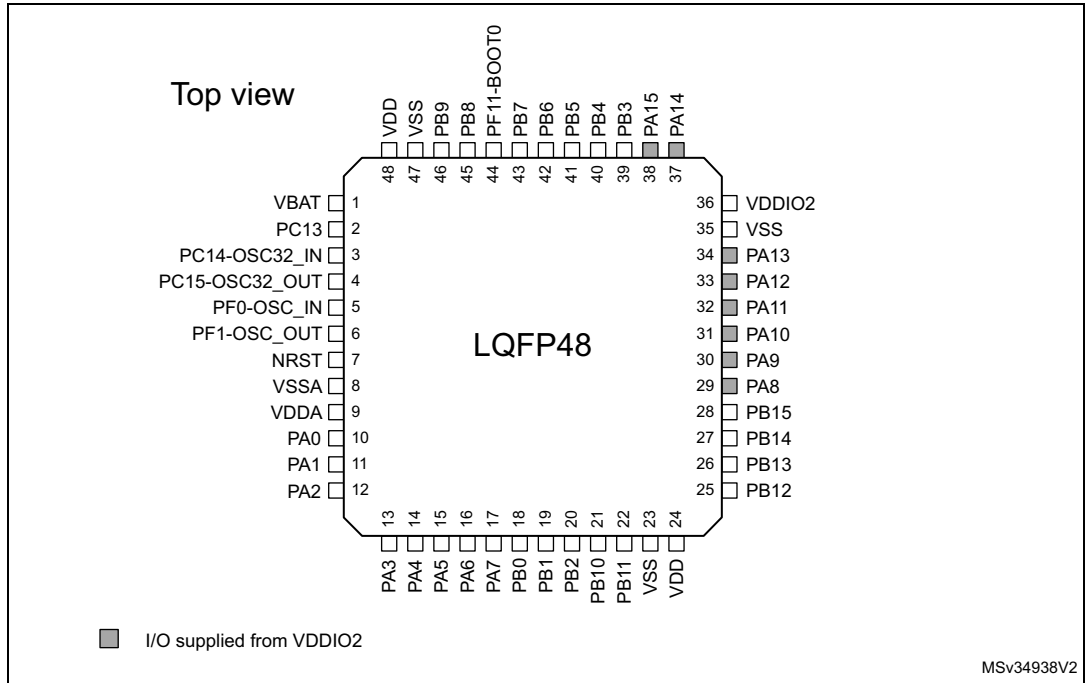 Top view
VDD
VSS
PB9
PB8
PF11-BOOT0
PB7
PB6
PB5
PB4
PB3
PA15
PA14
48 47 46 45 44 43 42 41 40 39 38 37
VBAT 1
PC13 2
PC14-OSC32_IN 3
PC15-OSC32_OUT 4
PF0-OSC_IN 5
PF1-OSC_OUT 6
NRST 7
VSSA 8
VDDA 9
PA0 10
PA1 11
PA2 12
LQFP48
36 VDDIO2
35 VSS
34 PA13
33 PA12
32 PA11
31 PA10
30 PA9
29 PA8
28 PB15
27 PB14
26 PB13
25 PB12
13 14 15 16 17 18 19 20 21 22 23 24
PA3
PA4
PA5
PA6
PA7
PB0
PB1
PB2
PB10
PB11
VSS
VDD
I/O supplied from VDDIO2
MSv34938V2